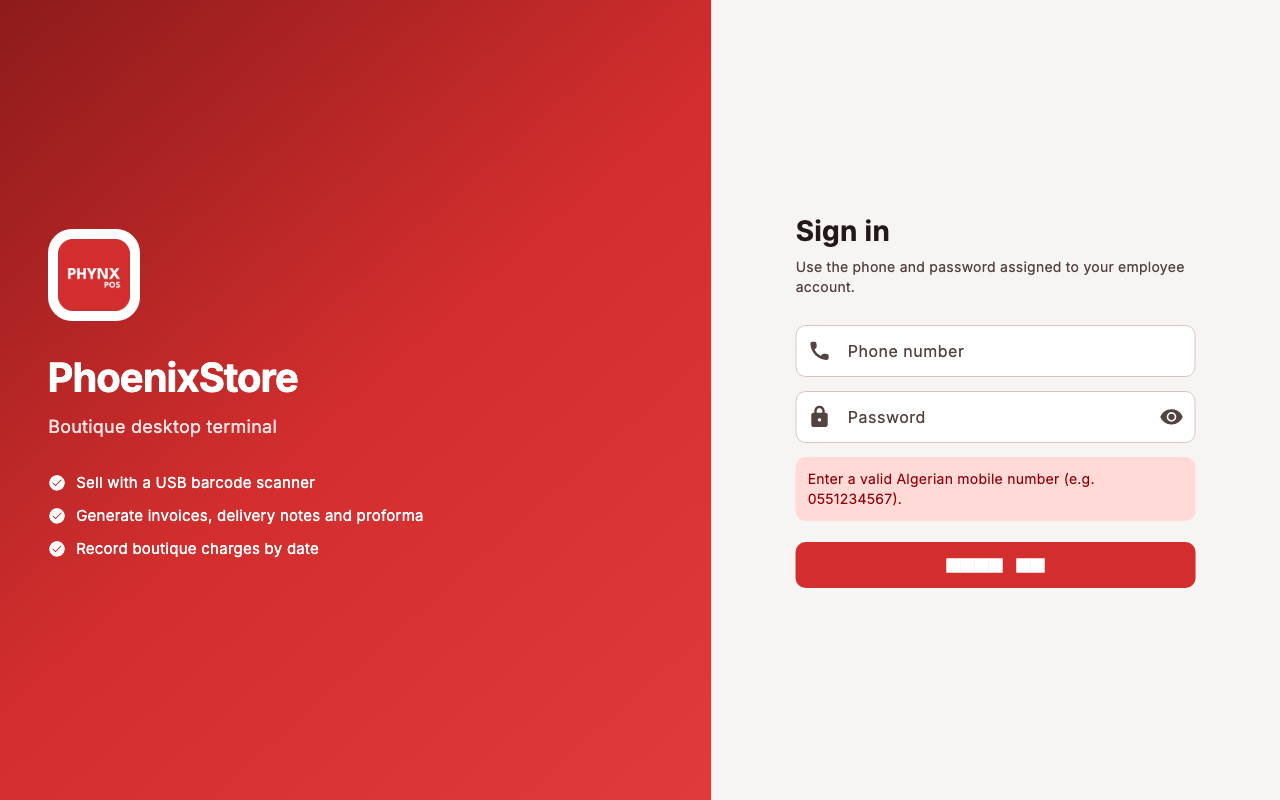 PHYNX
POS
PhoenixStore
Boutique desktop terminal
Sell with a USB barcode scanner
Generate invoices, delivery notes and proforma
Record boutique charges by date
Sign in
Use the phone and password assigned to your employee
account.
Phone number
Password
Enter a valid Algerian mobile number (e.g.
0551234567).